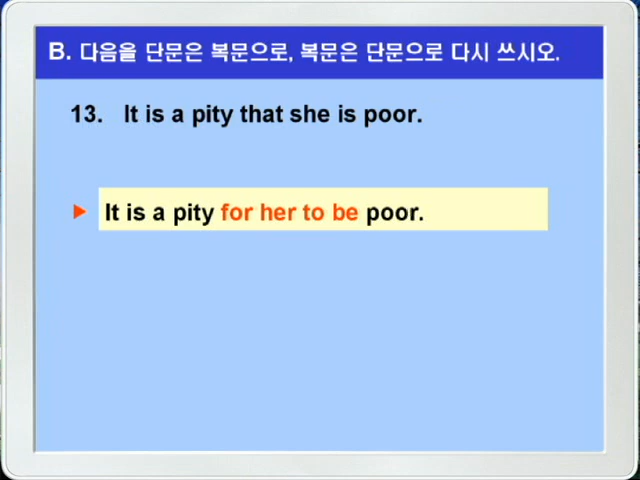 B. 다음을 단문은 복문으로, 복문은 단문으로 다시 쓰시오.
13. It is a pity that she is poor.
▶ It is a pity for her to be poor.